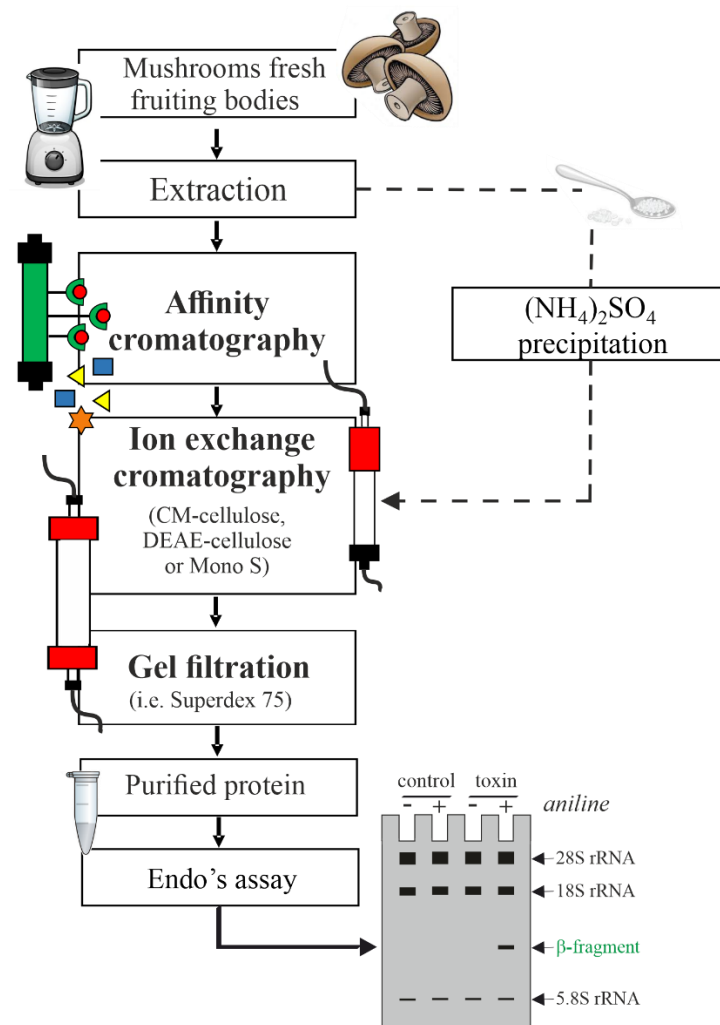 Mushrooms fresh
fruiting bodies
Extraction
(NH₄)₂SO₄
precipitation
Affinity
cromatography
Ion exchange
cromatography
(CM-cellulose,
DEAE-cellulose
or Mono S)
Gel filtration
(i.e. Superdex 75)
Purified protein
Endo's assay
control toxin
- + - + aniline
28S rRNA
18S rRNA
β-fragment
5.8S rRNA